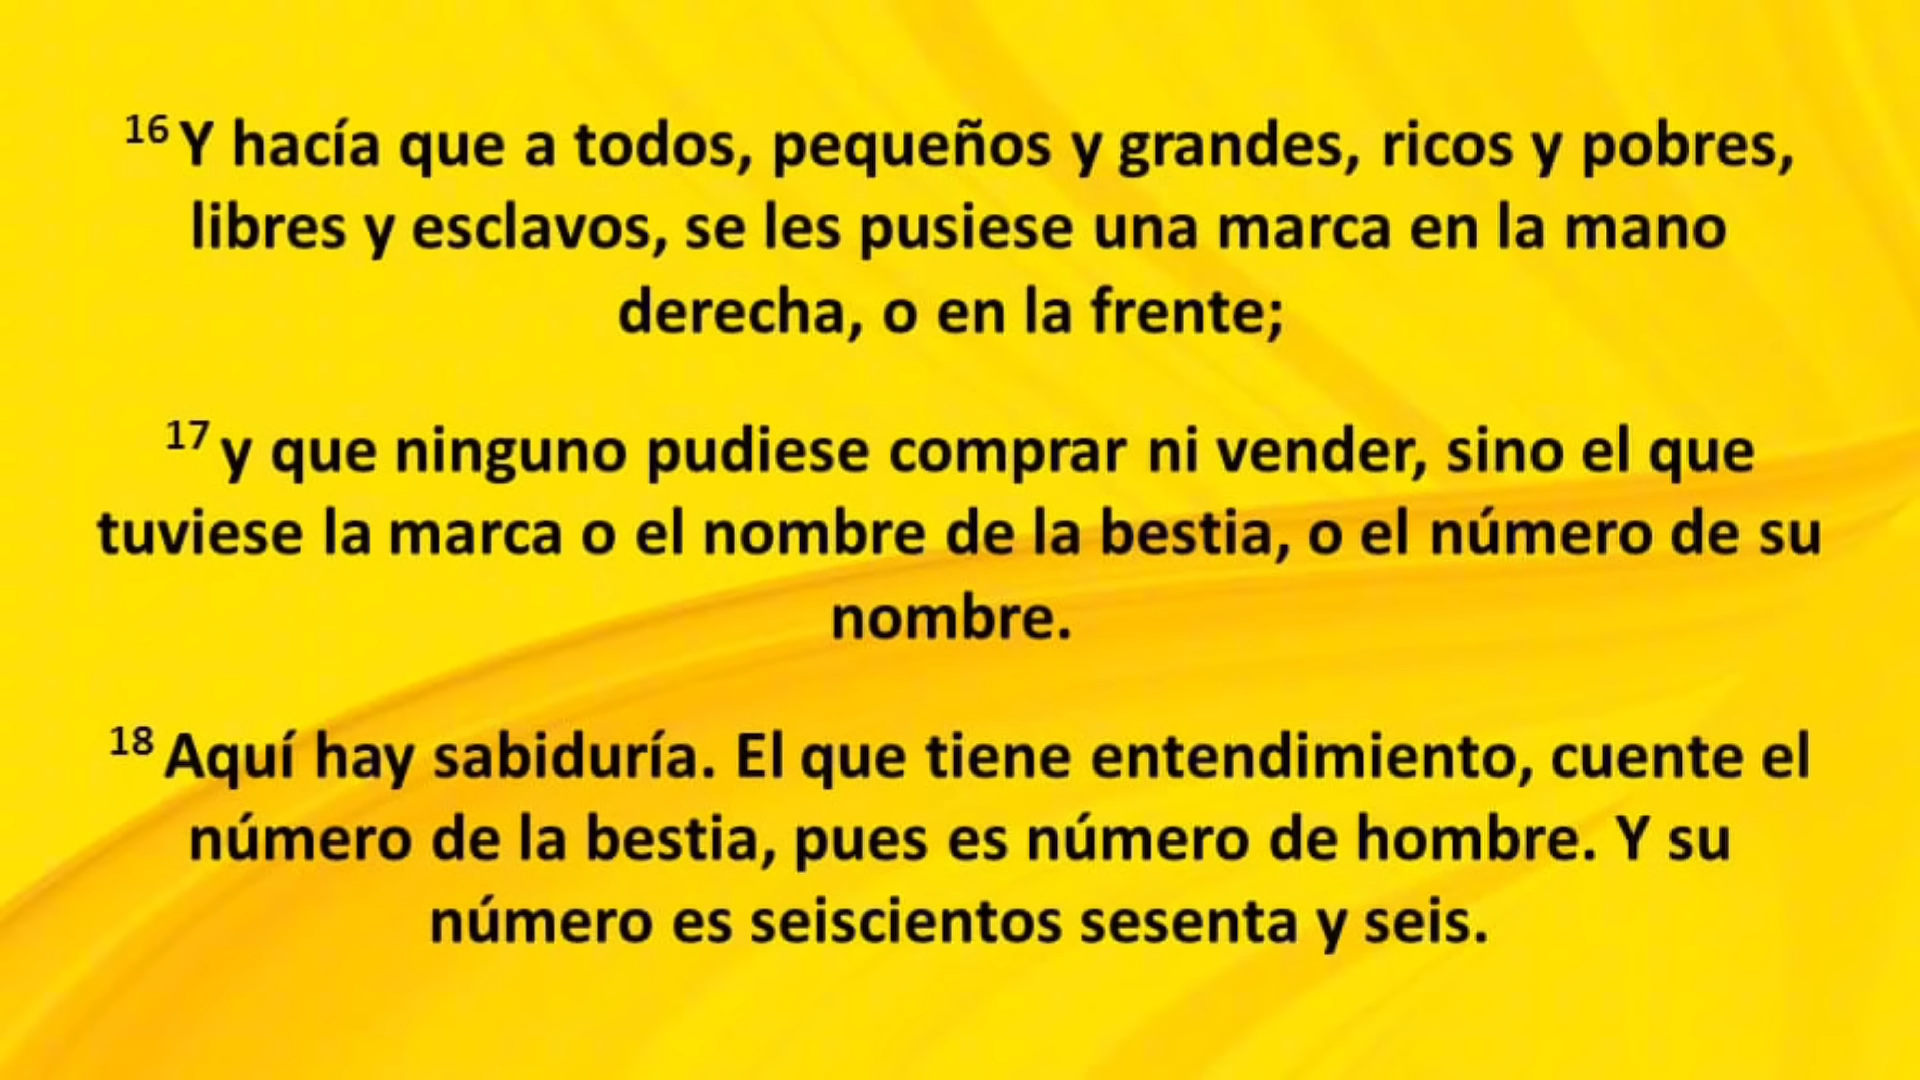 16 Y hacía que a todos, pequeños y grandes, ricos y pobres,
libres y esclavos, se les pusiese una marca en la mano
derecha, o en la frente;
17 y que ninguno pudiese comprar ni vender, sino el que
tuviese la marca o el nombre de la bestia, o el número de su
nombre.
18 Aquí hay sabiduría. El que tiene entendimiento, cuente el
número de la bestia, pues es número de hombre. Y su
número es seiscientos sesenta y seis.